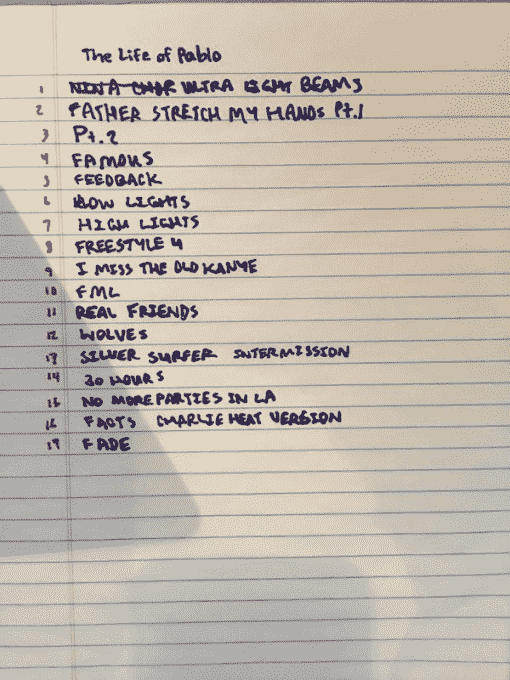 The Life of Pablo
1 ULTRA LIGHT BEAMS
2 FATHER STRETCH MY HANDS Pt.1
3 Pt.2
4 FAMOUS
5 FEEDBACK
6 LOW LIGHTS
7 HIGH LIGHTS
8 FREESTYLE 4
9 I MISS THE OLD KANYE
10 FML
11 REAL FRIENDS
12 WOLVES
13 SILVER SURFER INTERMISSION
14 30 HOURS
15 NO MORE PARTIES IN LA
16 FACTS CHARLIE HEAT VERSION
17 FADE